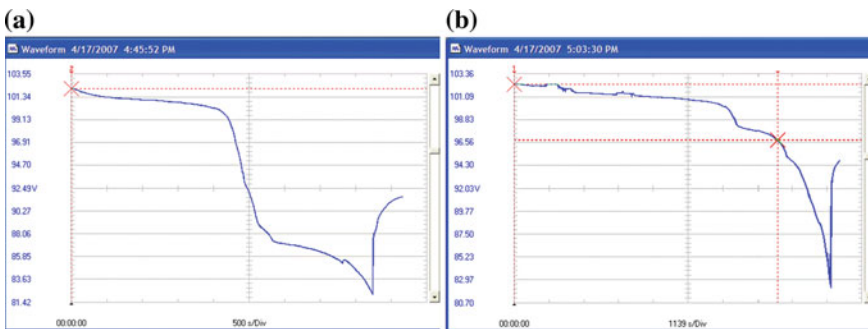 (a)
Waveform 4/17/2007 4:45:52 PM
103.55
101.34
99.13
96.91
94.70
92.49V
90.27
88.06
85.85
83.63
81.42
00:00:00 500 s/Div
(b)
Waveform 4/17/2007 5:03:30 PM
103.36
101.09
98.83
96.56
94.30
92.03V
89.77
87.50
85.23
82.97
80.70
00:00:00 1139 s/Div